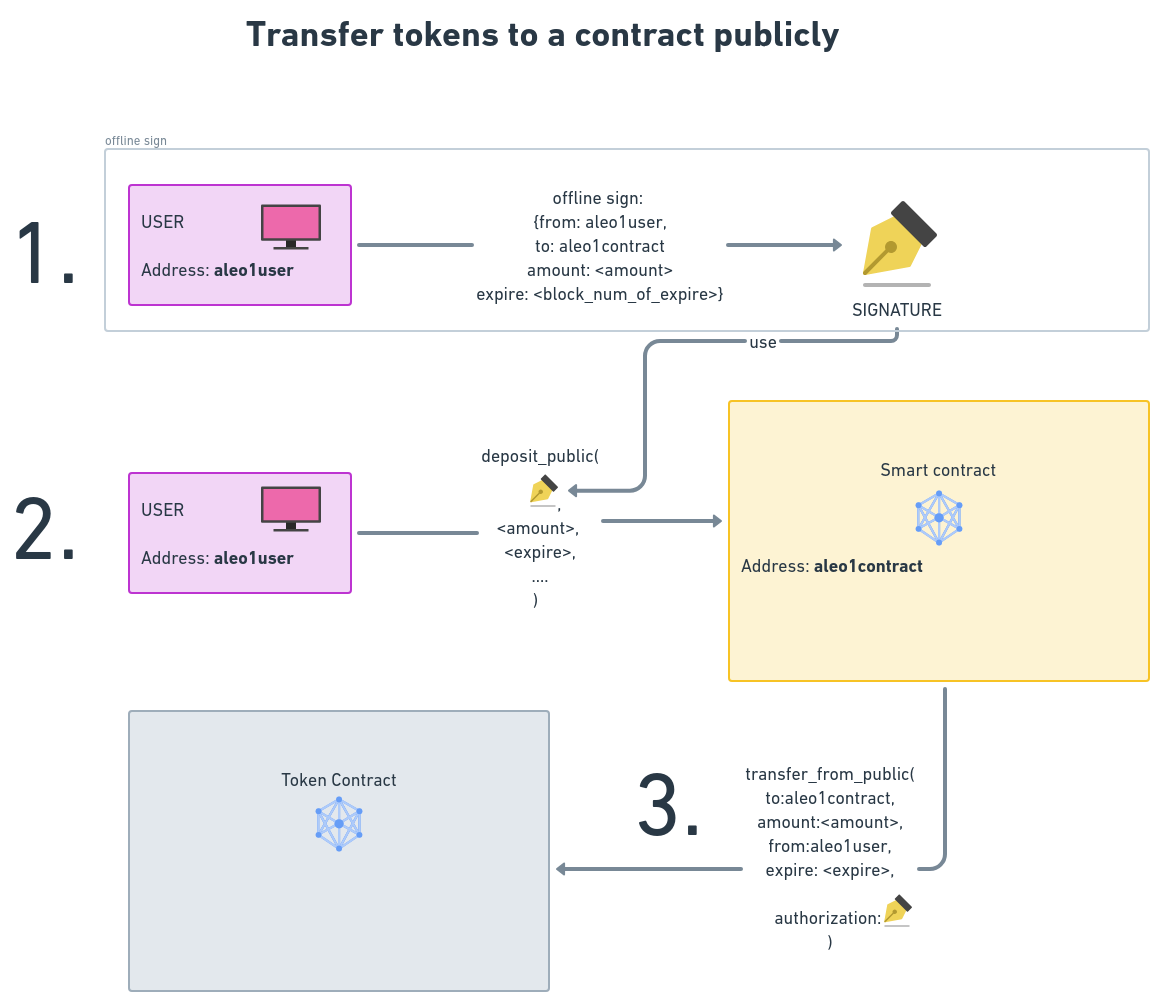 Transfer tokens to a contract publicly
offline sign
1.
USER
Address: aleo1user
offline sign:
{from: aleo1user,
to: aleo1contract
amount: <amount>
expire: <block_num_of_expire>}
SIGNATURE
use
2.
USER
Address: aleo1user
deposit_public(
,
<amount>,
<expire>,
....
)
Smart contract
Address: aleo1contract
Token Contract
3.
transfer_from_public(
to:aleo1contract,
amount:<amount>,
from:aleo1user,
expire: <expire>,
authorization:
)